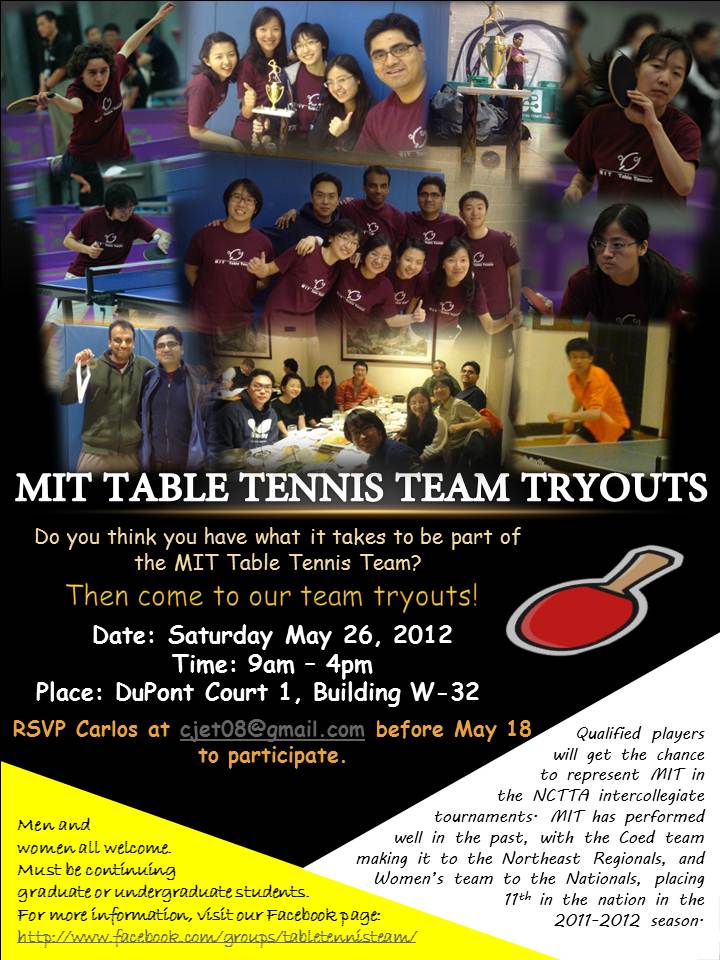 MIT Table Tennis
MIT Table Tennis
MIT TABLE TENNIS TEAM TRYOUTS
Do you think you have what it takes to be part of
the MIT Table Tennis Team?
Then come to our team tryouts!
Date: Saturday May 26, 2012
Time: 9am – 4pm
Place: DuPont Court 1, Building W-32
RSVP Carlos at cjet08@gmail.com before May 18
to participate.
Qualified players
will get the chance
to represent MIT in
the NCTTA intercollegiate
tournaments. MIT has performed
well in the past, with the Coed team
making it to the Northeast Regionals, and
Women's team to the Nationals, placing
11th in the nation in the
2011-2012 season.
Men and
women all welcome.
Must be continuing
graduate or undergraduate students.
For more information, visit our Facebook page:
http://www.facebook.com/groups/tabletennisteam/